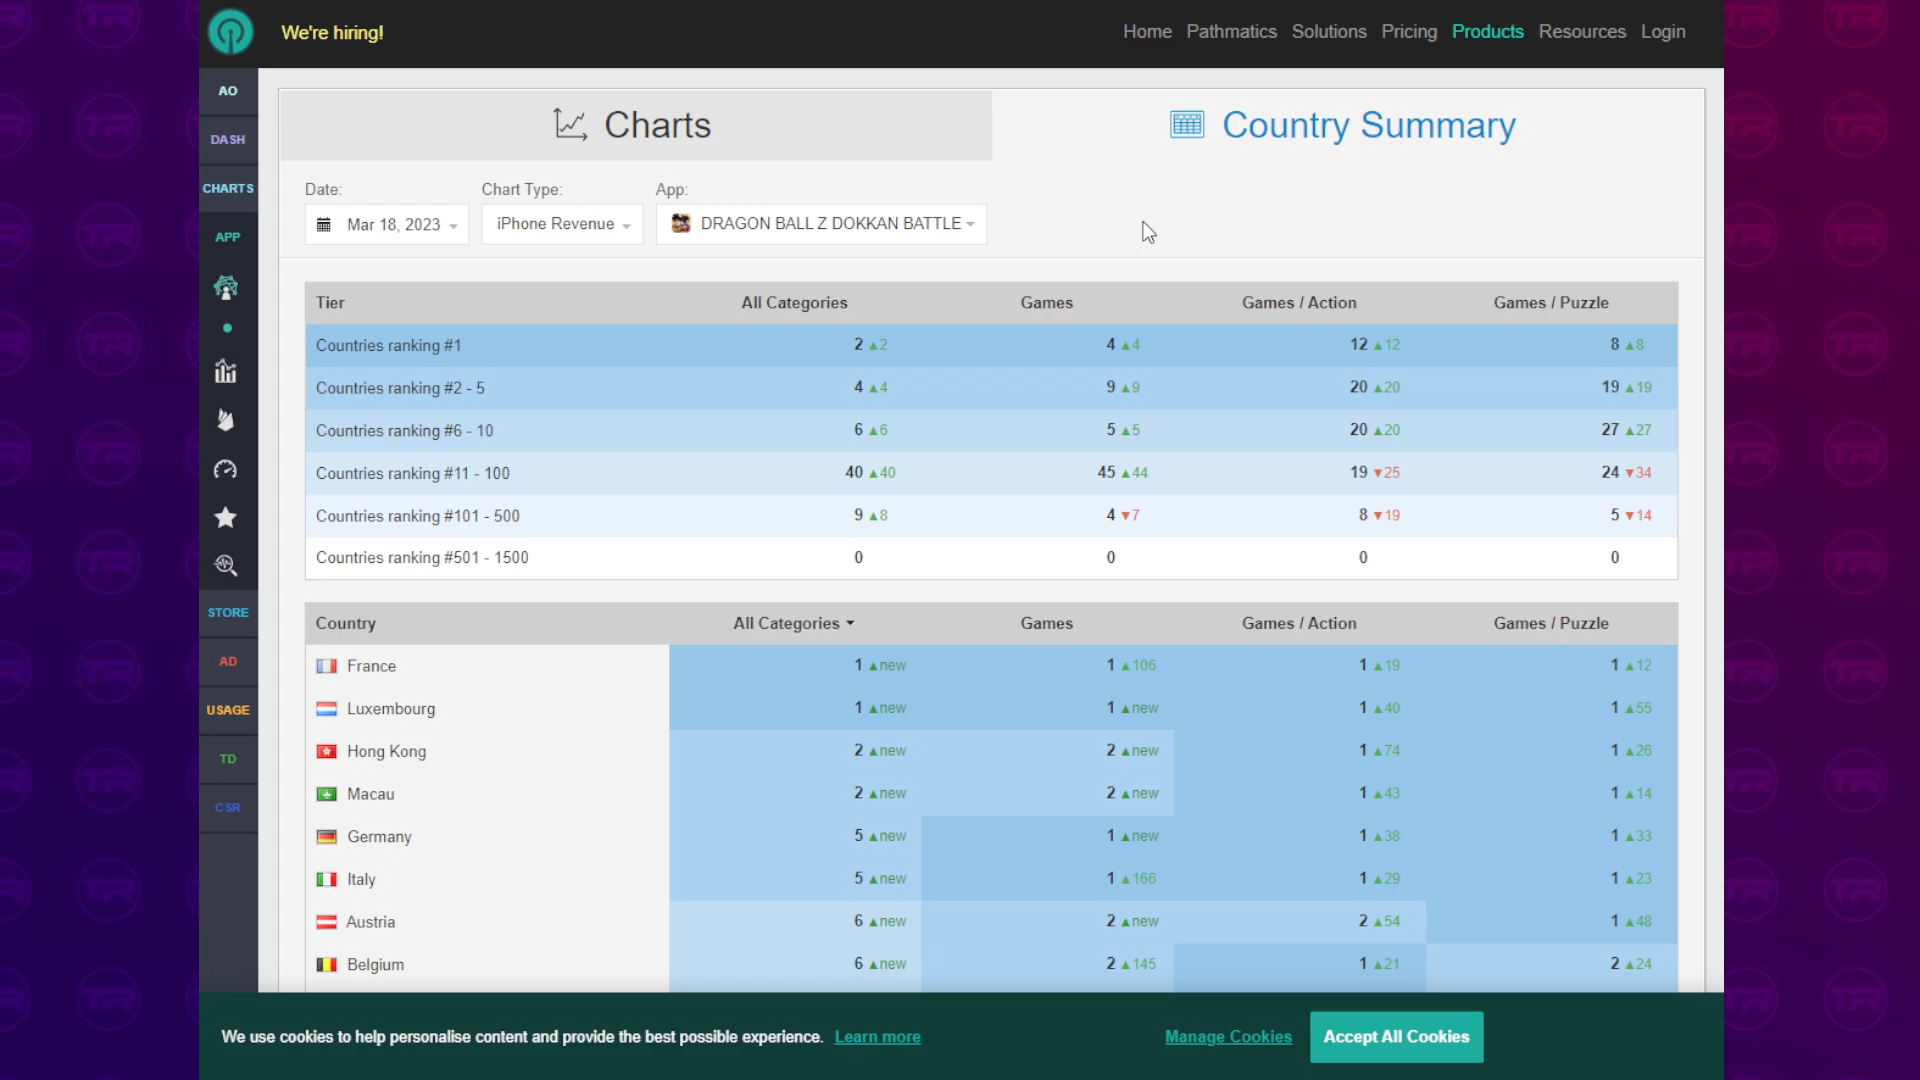 We're hiring!
Home Pathmatics Solutions Pricing Products Resources Login
AO
DASH
CHARTS
APP
STORE
AD
USAGE
TD
CSR
Charts
Country Summary
Date: Chart Type: App:
Mar 18, 2023 iPhone Revenue DRAGON BALL Z DOKKAN BATTLE
Tier All Categories Games Games / Action Games / Puzzle
Countries ranking #1 2 ▲2 4 ▲4 12 ▲12 8 ▲8
Countries ranking #2 - 5 4 ▲4 9 ▲9 20 ▲20 19 ▲19
Countries ranking #6 - 10 6 ▲6 5 ▲5 20 ▲20 27 ▲27
Countries ranking #11 - 100 40 ▲40 45 ▲44 19 ▼25 24 ▼34
Countries ranking #101 - 500 9 ▲8 4 ▼7 8 ▼19 5 ▼14
Countries ranking #501 - 1500 0 0 0 0
Country All Categories Games Games / Action Games / Puzzle
France 1 ▲new 1 ▲106 1 ▲19 1 ▲12
Luxembourg 1 ▲new 1 ▲new 1 ▲40 1 ▲55
Hong Kong 2 ▲new 2 ▲new 1 ▲74 1 ▲26
Macau 2 ▲new 2 ▲new 1 ▲43 1 ▲14
Germany 5 ▲new 1 ▲new 1 ▲38 1 ▲33
Italy 5 ▲new 1 ▲166 1 ▲29 1 ▲23
Austria 6 ▲new 2 ▲new 2 ▲54 1 ▲48
Belgium 6 ▲new 2 ▲145 1 ▲21 2 ▲24
We use cookies to help personalise content and provide the best possible experience. Learn more Manage Cookies Accept All Cookies